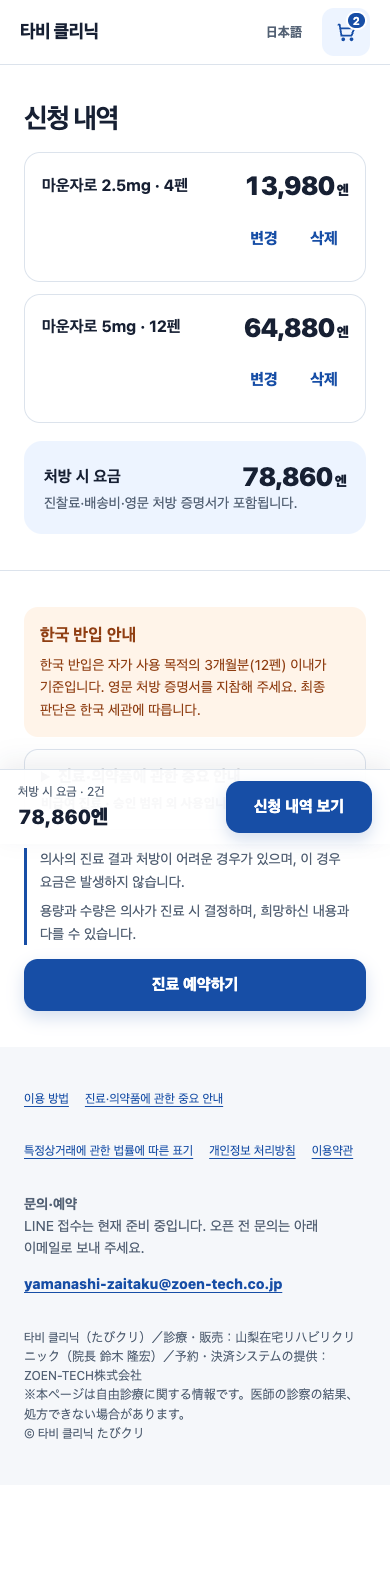 타비 클리닉
日本語
2
신청 내역
마운자로 2.5mg · 4펜
13,980엔
변경 삭제
마운자로 5mg · 12펜
64,880엔
변경 삭제
처방 시 요금
78,860엔
진찰료·배송비·영문 처방 증명서가 포함됩니다.
한국 반입 안내
한국 반입은 자가 사용 목적의 3개월분(12펜) 이내가
기준입니다. 영문 처방 증명서를 지참해 주세요. 최종
판단은 한국 세관에 따릅니다.
▶ 진료·의약품에 관한 중요 안내
처방 시 요금 · 2건
78,860엔
신청 내역 보기
의사의 진료 결과 처방이 어려운 경우가 있으며, 이 경우
요금은 발생하지 않습니다.
용량과 수량은 의사가 진료 시 결정하며, 희망하신 내용과
다를 수 있습니다.
진료 예약하기
이용 방법 진료·의약품에 관한 중요 안내
특정상거래에 관한 법률에 따른 표기 개인정보 처리방침 이용약관
문의·예약
LINE 접수는 현재 준비 중입니다. 오픈 전 문의는 아래
이메일로 보내 주세요.
yamanashi-zaitaku@zoen-tech.co.jp
타비 클리닉（たびクリ）／診療・販売：山梨在宅リハビリクリ
ニック（院長 鈴木 隆宏）／予約・決済システムの提供：
ZOEN-TECH株式会社
※本ページは自由診療に関する情報です。医師の診察の結果、
処方できない場合があります。
© 타비 클리닉 たびクリ